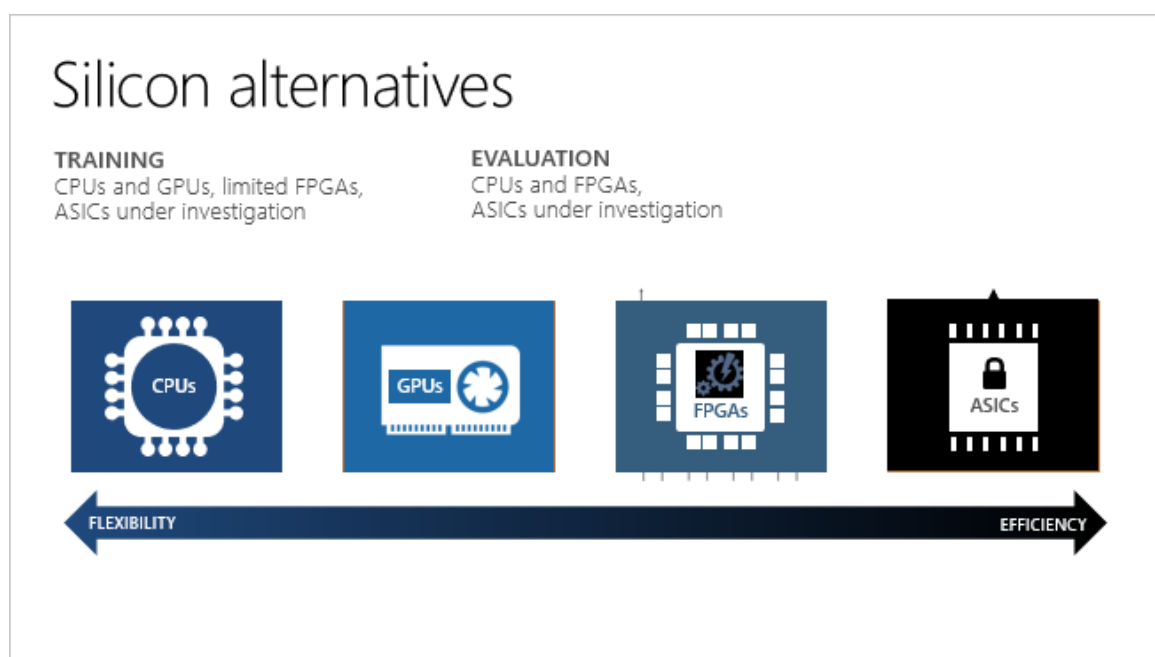 Silicon alternatives
TRAINING
CPUs and GPUs, limited FPGAs,
ASICs under investigation
EVALUATION
CPUs and FPGAs,
ASICs under investigation
CPUs
GPUs
FPGAs
ASICs
FLEXIBILITY
EFFICIENCY